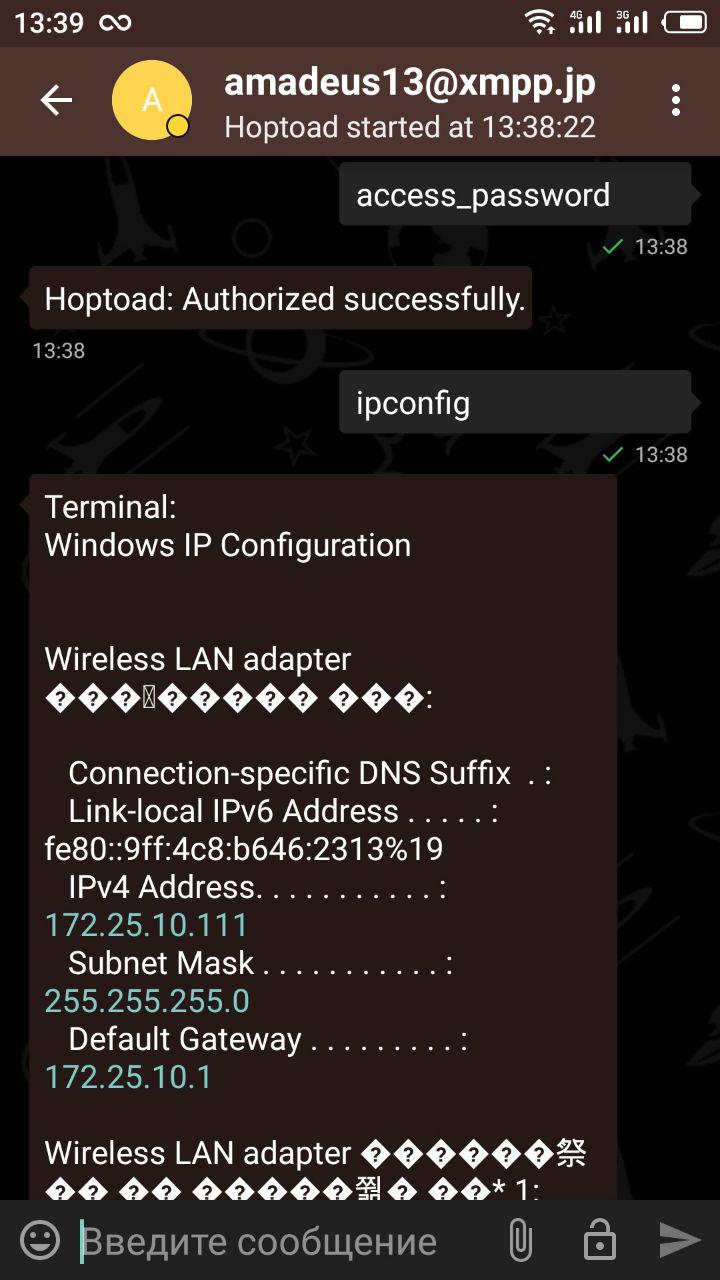 13:39
4G
3G
A
amadeus13@xmpp.jp
Hoptoad started at 13:38:22
access_password
13:38
Hoptoad: Authorized successfully.
13:38
ipconfig
13:38
Terminal:
Windows IP Configuration
Wireless LAN adapter
���􀀀����� ���:
Connection-specific DNS Suffix . :
Link-local IPv6 Address . . . . . :
fe80::9ff:4c8:b646:2313%19
IPv4 Address. . . . . . . . . . . :
172.25.10.111
Subnet Mask . . . . . . . . . . . :
255.255.255.0
Default Gateway . . . . . . . . . :
172.25.10.1
Wireless LAN adapter ������祭
�� �� ������ ��* 1:
Введите сообщение